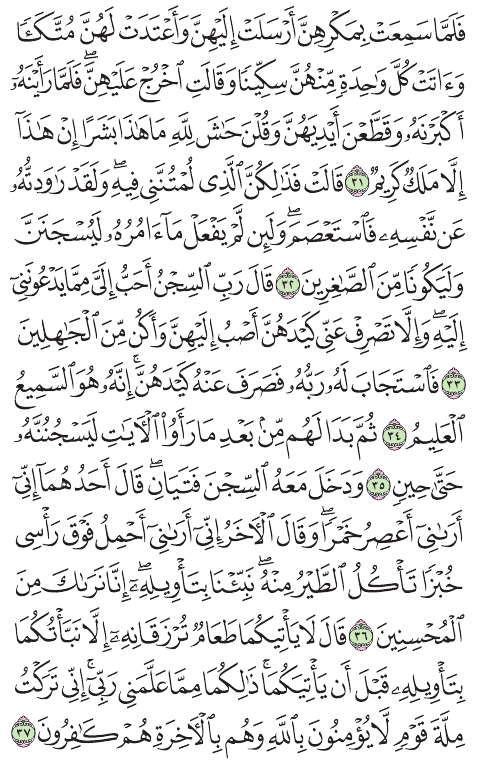 فَلَمَّا سَمِعَتْ بِمَكْرِهِنَّ أَرْسَلَتْ إِلَيْهِنَّ وَأَعْتَدَتْ لَهُنَّ مُتَّكَـًٔا
وَءَاتَتْ كُلَّ وَٰحِدَةٍ مِّنْهُنَّ سِكِّينًا وَقَالَتِ ٱخْرُجْ عَلَيْهِنَّ ۖ فَلَمَّا رَأَيْنَهُۥٓ
أَكْبَرْنَهُۥ وَقَطَّعْنَ أَيْدِيَهُنَّ وَقُلْنَ حَٰشَ لِلَّهِ مَا هَٰذَا بَشَرًا إِنْ هَٰذَآ
إِلَّا مَلَكٌ كَرِيمٌ ٣١ قَالَتْ فَذَٰلِكُنَّ ٱلَّذِى لُمْتُنَّنِى فِيهِ ۖ وَلَقَدْ رَٰوَدتُّهُۥ
عَن نَّفْسِهِۦ فَٱسْتَعْصَمَ ۖ وَلَئِن لَّمْ يَفْعَلْ مَآ ءَامُرُهُۥ لَيُسْجَنَنَّ
وَلَيَكُونًا مِّنَ ٱلصَّٰغِرِينَ ٣٢ قَالَ رَبِّ ٱلسِّجْنُ أَحَبُّ إِلَىَّ مِمَّا يَدْعُونَنِىٓ
إِلَيْهِ ۖ وَإِلَّا تَصْرِفْ عَنِّى كَيْدَهُنَّ أَصْبُ إِلَيْهِنَّ وَأَكُن مِّنَ ٱلْجَٰهِلِينَ
٣٣ فَٱسْتَجَابَ لَهُۥ رَبُّهُۥ فَصَرَفَ عَنْهُ كَيْدَهُنَّ ۚ إِنَّهُۥ هُوَ ٱلسَّمِيعُ
ٱلْعَلِيمُ ٣٤ ثُمَّ بَدَا لَهُم مِّنۢ بَعْدِ مَا رَأَوُا۟ ٱلْءَايَٰتِ لَيَسْجُنُنَّهُۥ
حَتَّىٰ حِينٍ ٣٥ وَدَخَلَ مَعَهُ ٱلسِّجْنَ فَتَيَانِ ۖ قَالَ أَحَدُهُمَآ إِنِّىٓ
أَرَىٰنِىٓ أَعْصِرُ خَمْرًا ۖ وَقَالَ ٱلْءَاخَرُ إِنِّىٓ أَرَىٰنِىٓ أَحْمِلُ فَوْقَ رَأْسِى
خُبْزًا تَأْكُلُ ٱلطَّيْرُ مِنْهُ ۖ نَبِّئْنَا بِتَأْوِيلِهِۦٓ ۖ إِنَّا نَرَىٰكَ مِنَ
ٱلْمُحْسِنِينَ ٣٦ قَالَ لَا يَأْتِيكُمَا طَعَامٌ تُرْزَقَانِهِۦٓ إِلَّا نَبَّأْتُكُمَا
بِتَأْوِيلِهِۦ قَبْلَ أَن يَأْتِيَكُمَا ۚ ذَٰلِكُمَا مِمَّا عَلَّمَنِى رَبِّىٓ ۚ إِنِّى تَرَكْتُ
مِلَّةَ قَوْمٍ لَّا يُؤْمِنُونَ بِٱللَّهِ وَهُم بِٱلْءَاخِرَةِ هُمْ كَٰفِرُونَ ٣٧